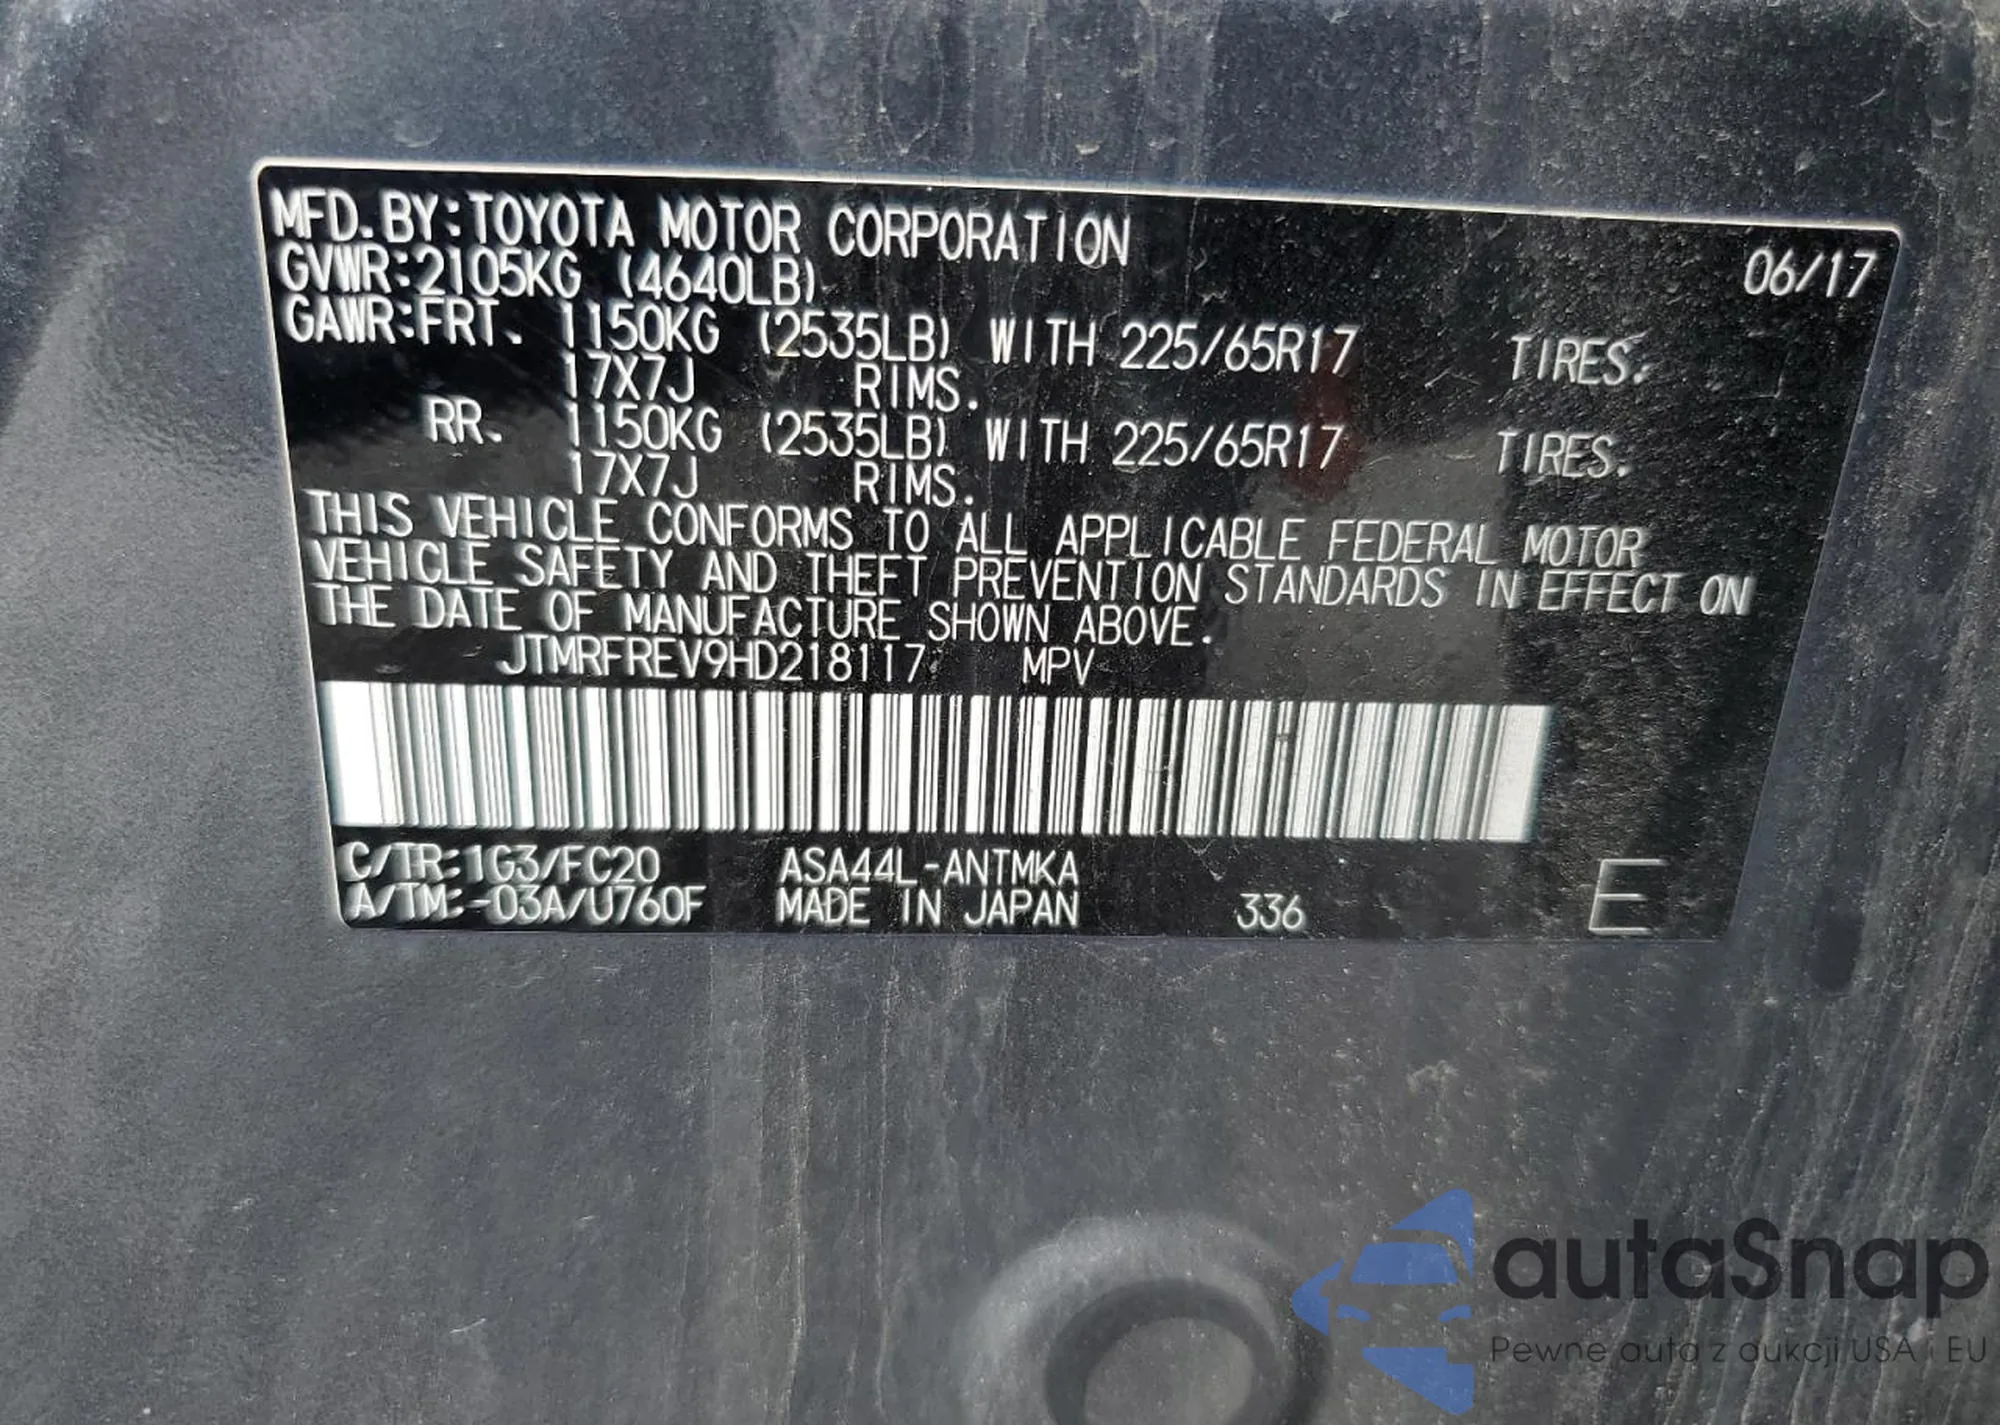 MFD.BY:TOYOTA MOTOR CORPORATION 06/17
GVWR:2105KG (4640LB)
GAWR:FRT. 1150KG (2535LB) WITH 225/65R17 TIRES.
17X7J RIMS.
RR. 1150KG (2535LB) WITH 225/65R17 TIRES.
17X7J RIMS.
THIS VEHICLE CONFORMS TO ALL APPLICABLE FEDERAL MOTOR
VEHICLE SAFETY AND THEFT PREVENTION STANDARDS IN EFFECT ON
THE DATE OF MANUFACTURE SHOWN ABOVE.
JTMRFREV9HD218117 MPV
C/TR:1G3/FC20 ASA44L-ANTMKA
A/TM:-03A/U760F MADE IN JAPAN 336 E
autaSnap
Pewne auta z aukcji USA i EU